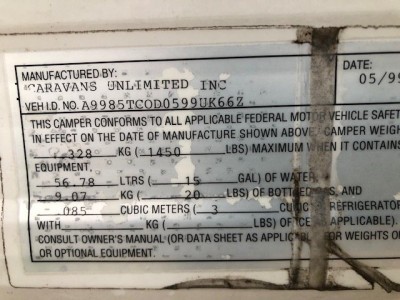 MANUFACTURED BY: DATE:
CARAVANS UNLIMITED INC 05/99
VEH I.D. NO. A9985TCOD0599UK66Z
THIS CAMPER CONFORMS TO ALL APPLICABLE FEDERAL MOTOR VEHICLE SAFET
IN EFFECT ON THE DATE OF MANUFACTURE SHOWN ABOVE. CAMPER WEIGH
328 KG ( 1450 LBS) MAXIMUM WHEN IT CONTAINS
EQUIPMENT,
56.78 LTRS ( 15 GAL) OF WATER,
9.07 KG ( 20 LBS) OF BOTTLED GAS, AND
.085 CUBIC METERS ( 3 CUBIC REFRIGERATOR
WITH KG ( LBS) OF ICE AS APPLICABLE).
CONSULT OWNER'S MANUAL (OR DATA SHEET AS APPLICABLE FOR WEIGHTS O
OR OPTIONAL EQUIPMENT.